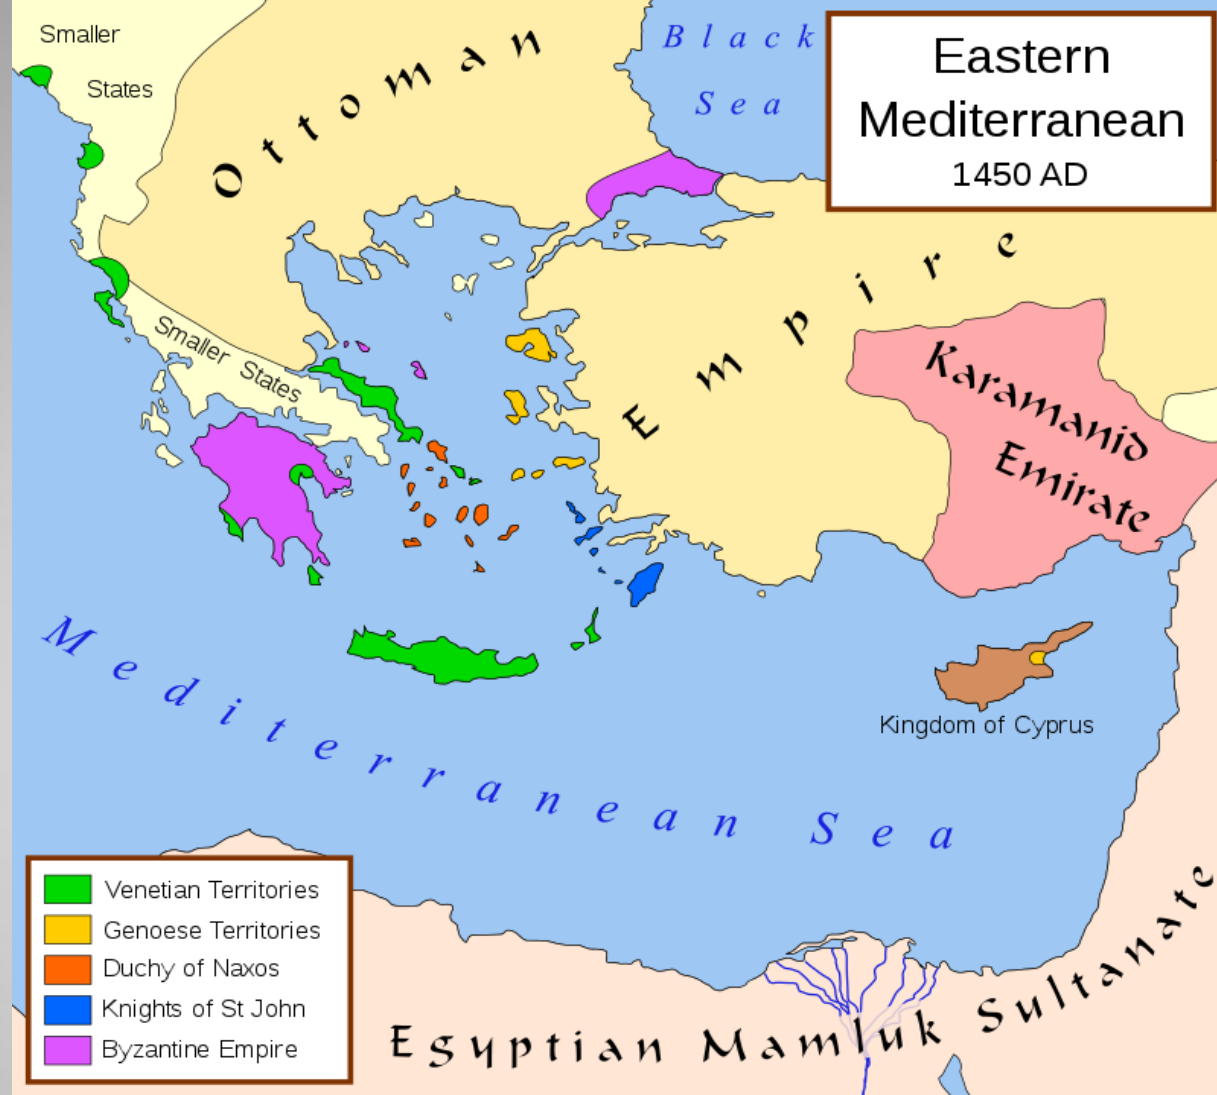 Smaller
States
Ottoman
Empire
Black
Sea
Eastern
Mediterranean
1450 AD
Smaller States
Karamanid
Emirate
Mediterranean Sea
Kingdom of Cyprus
Venetian Territories
Genoese Territories
Duchy of Naxos
Knights of St John
Byzantine Empire
Egyptian Mamluk Sultanate